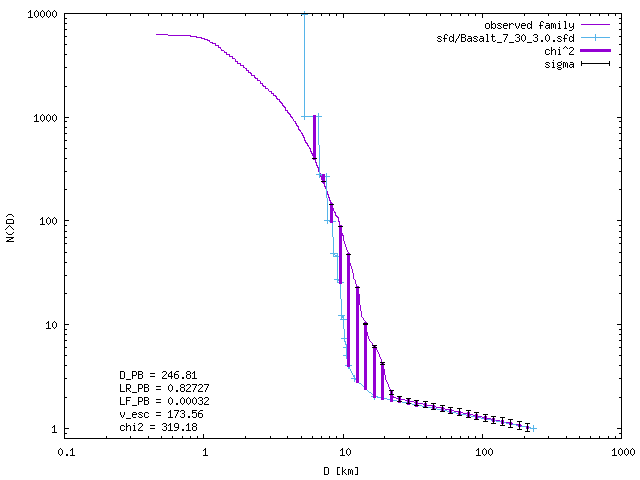 10000
1000
100
10
1
N(>D)
observed family
sfd/Basalt_7_30_3.0.sfd
chi^2
sigma
D_PB = 246.81
LR_PB = 0.82727
LF_PB = 0.00032
v_esc = 173.56
chi2 = 319.18
0.1 1 10 100 1000
D [km]